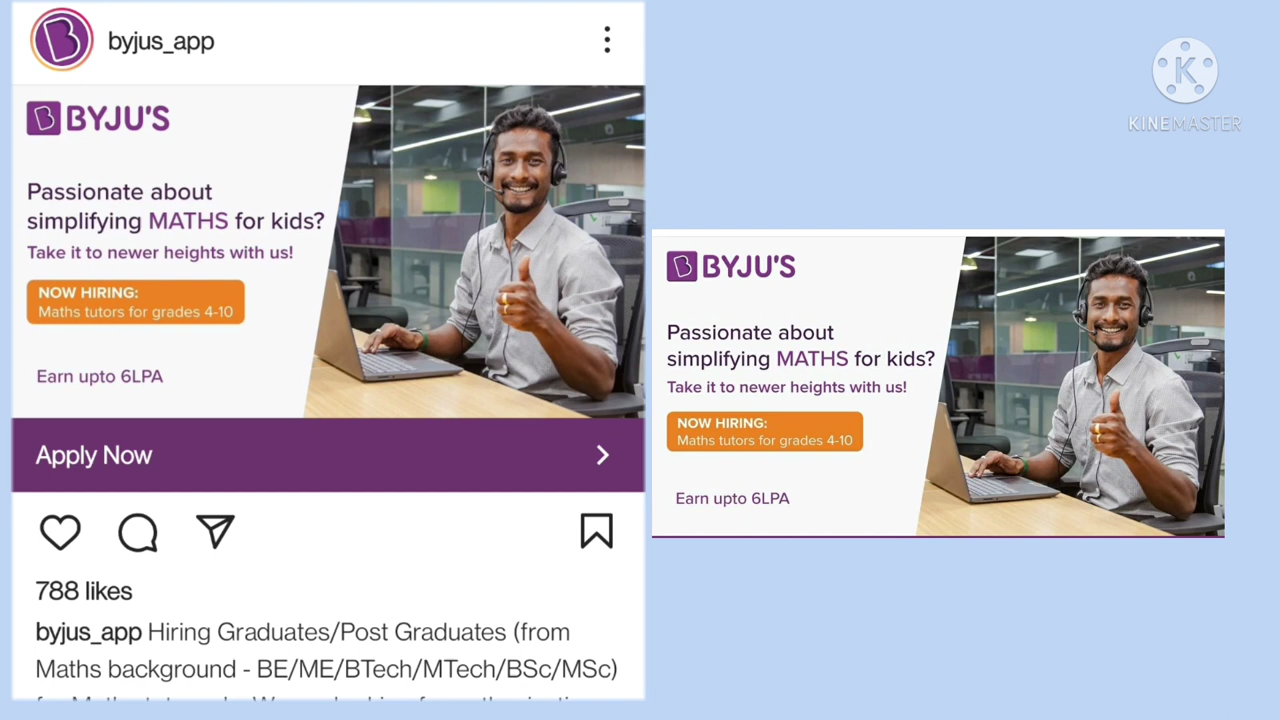 byjus_app
BYJU'S
Passionate about
simplifying MATHS for kids?
Take it to newer heights with us!
NOW HIRING:
Maths tutors for grades 4-10
Earn upto 6LPA
Apply Now
788 likes
byjus_app Hiring Graduates/Post Graduates (from
Maths background - BE/ME/BTech/MTech/BSc/MSc)
KINEMASTER
BYJU'S
Passionate about
simplifying MATHS for kids?
Take it to newer heights with us!
NOW HIRING:
Maths tutors for grades 4-10
Earn upto 6LPA